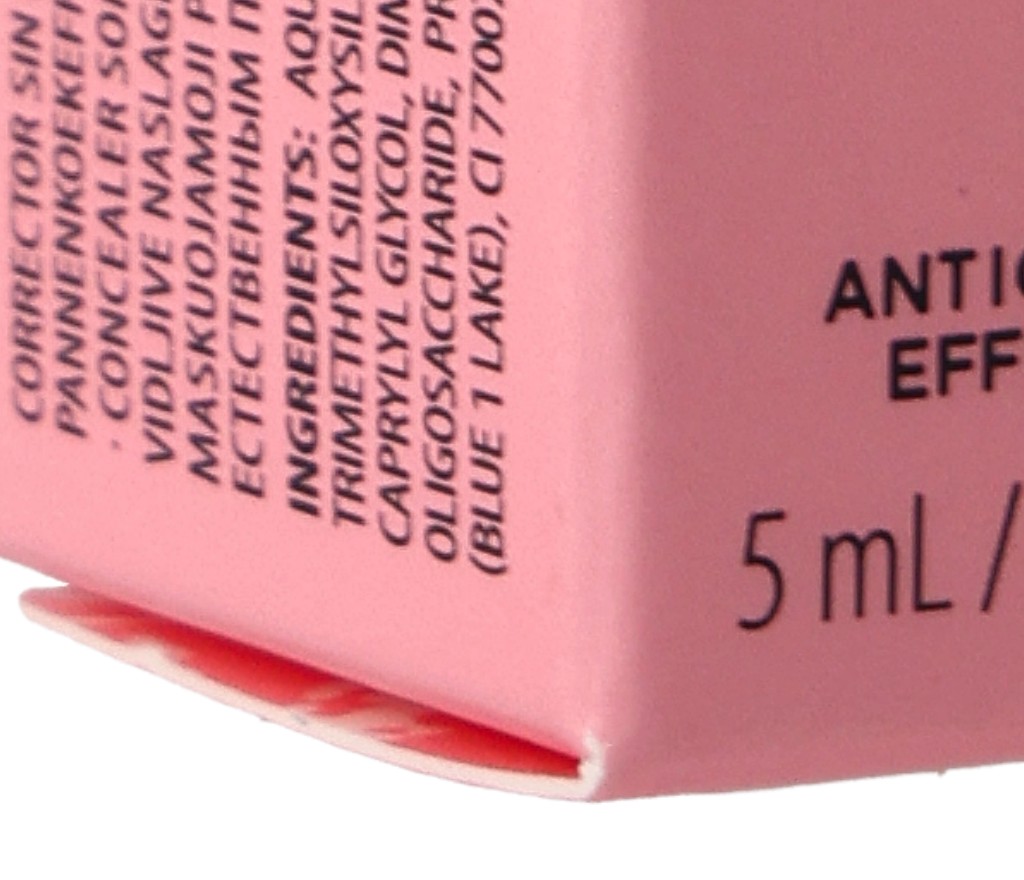 CORRECTOR SIN
PANNENKOEKEFF
· CONCEALER SO
VIDLJIVE NASLAG
MASKUOJAMOJI P
ЕСТЕСТВЕННЫМ П
INGREDIENTS: AQU
TRIMETHYLSILOXYSIL
CAPRYLYL GLYCOL, DIM
OLIGOSACCHARIDE, PR
(BLUE 1 LAKE), CI 7700
ANTI
EFF
5 mL /